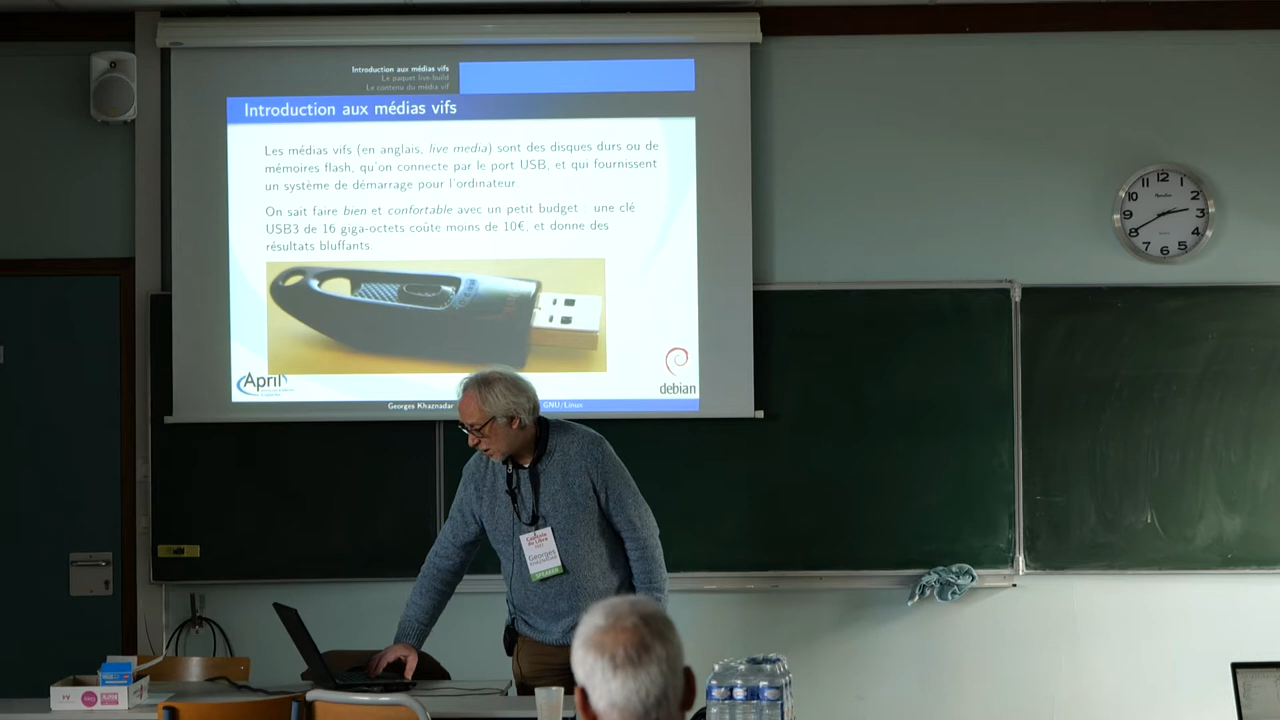 Introduction aux médias vifs
Le paquet live-build
Le contenu du média vif
Introduction aux médias vifs
Les médias vifs (en anglais, live media) sont des disques durs ou de
mémoires flash, qu'on connecte par le port USB, et qui fournissent
un système de démarrage pour l'ordinateur
On sait faire bien et confortable avec un petit budget une clé
USB3 de 16 giga-octets coûte moins de 10€, et donne des
résultats bluffants.
April
debian
Georges Khaznadar
GNU/Linux
12
1
2
3
4
5
6
7
8
9
10
11
Capitole
du Libre
Georges
KHAZNADAR
SPEAKER